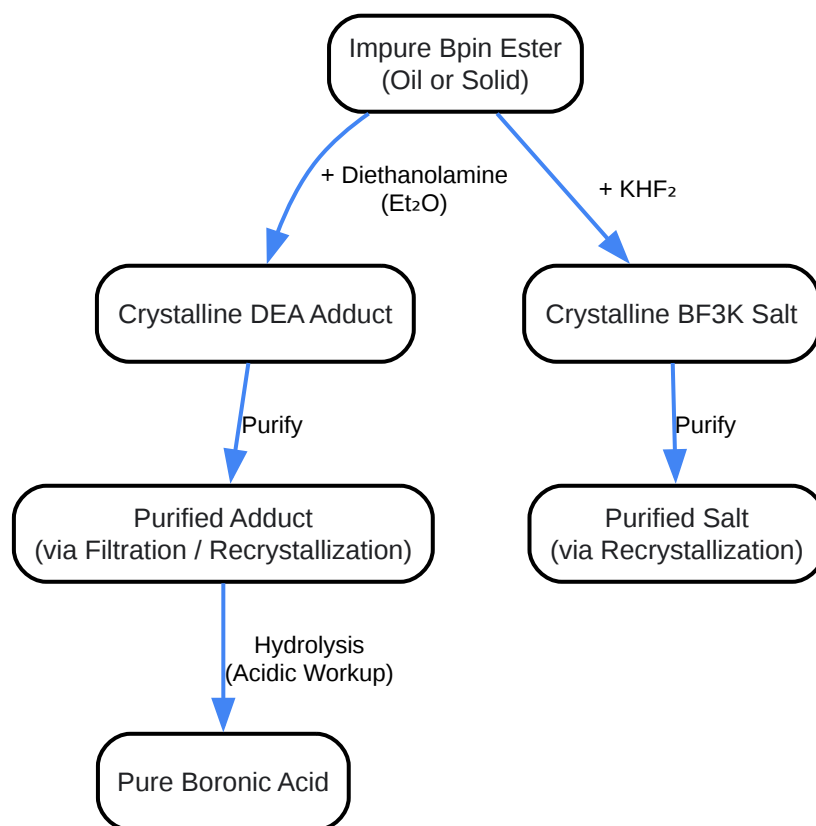 Impure Bpin Ester
(Oil or Solid)
+ Diethanolamine
(Et₂O)
+ KHF₂
Crystalline DEA Adduct
Crystalline BF3K Salt
Purify
Purify
Purified Adduct
(via Filtration / Recrystallization)
Purified Salt
(via Recrystallization)
Hydrolysis
(Acidic Workup)
Pure Boronic Acid